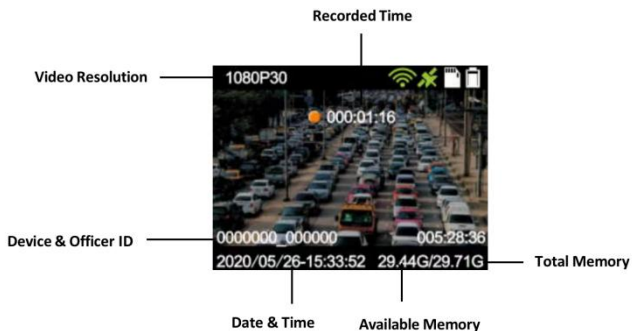 Recorded Time
Video Resolution
1080P30
000:01:16
Device & Officer ID
0000000_000000
005:28:36
2020/05/26-15:33:52
29.44G/29.71G
Total Memory
Date & Time
Available Memory